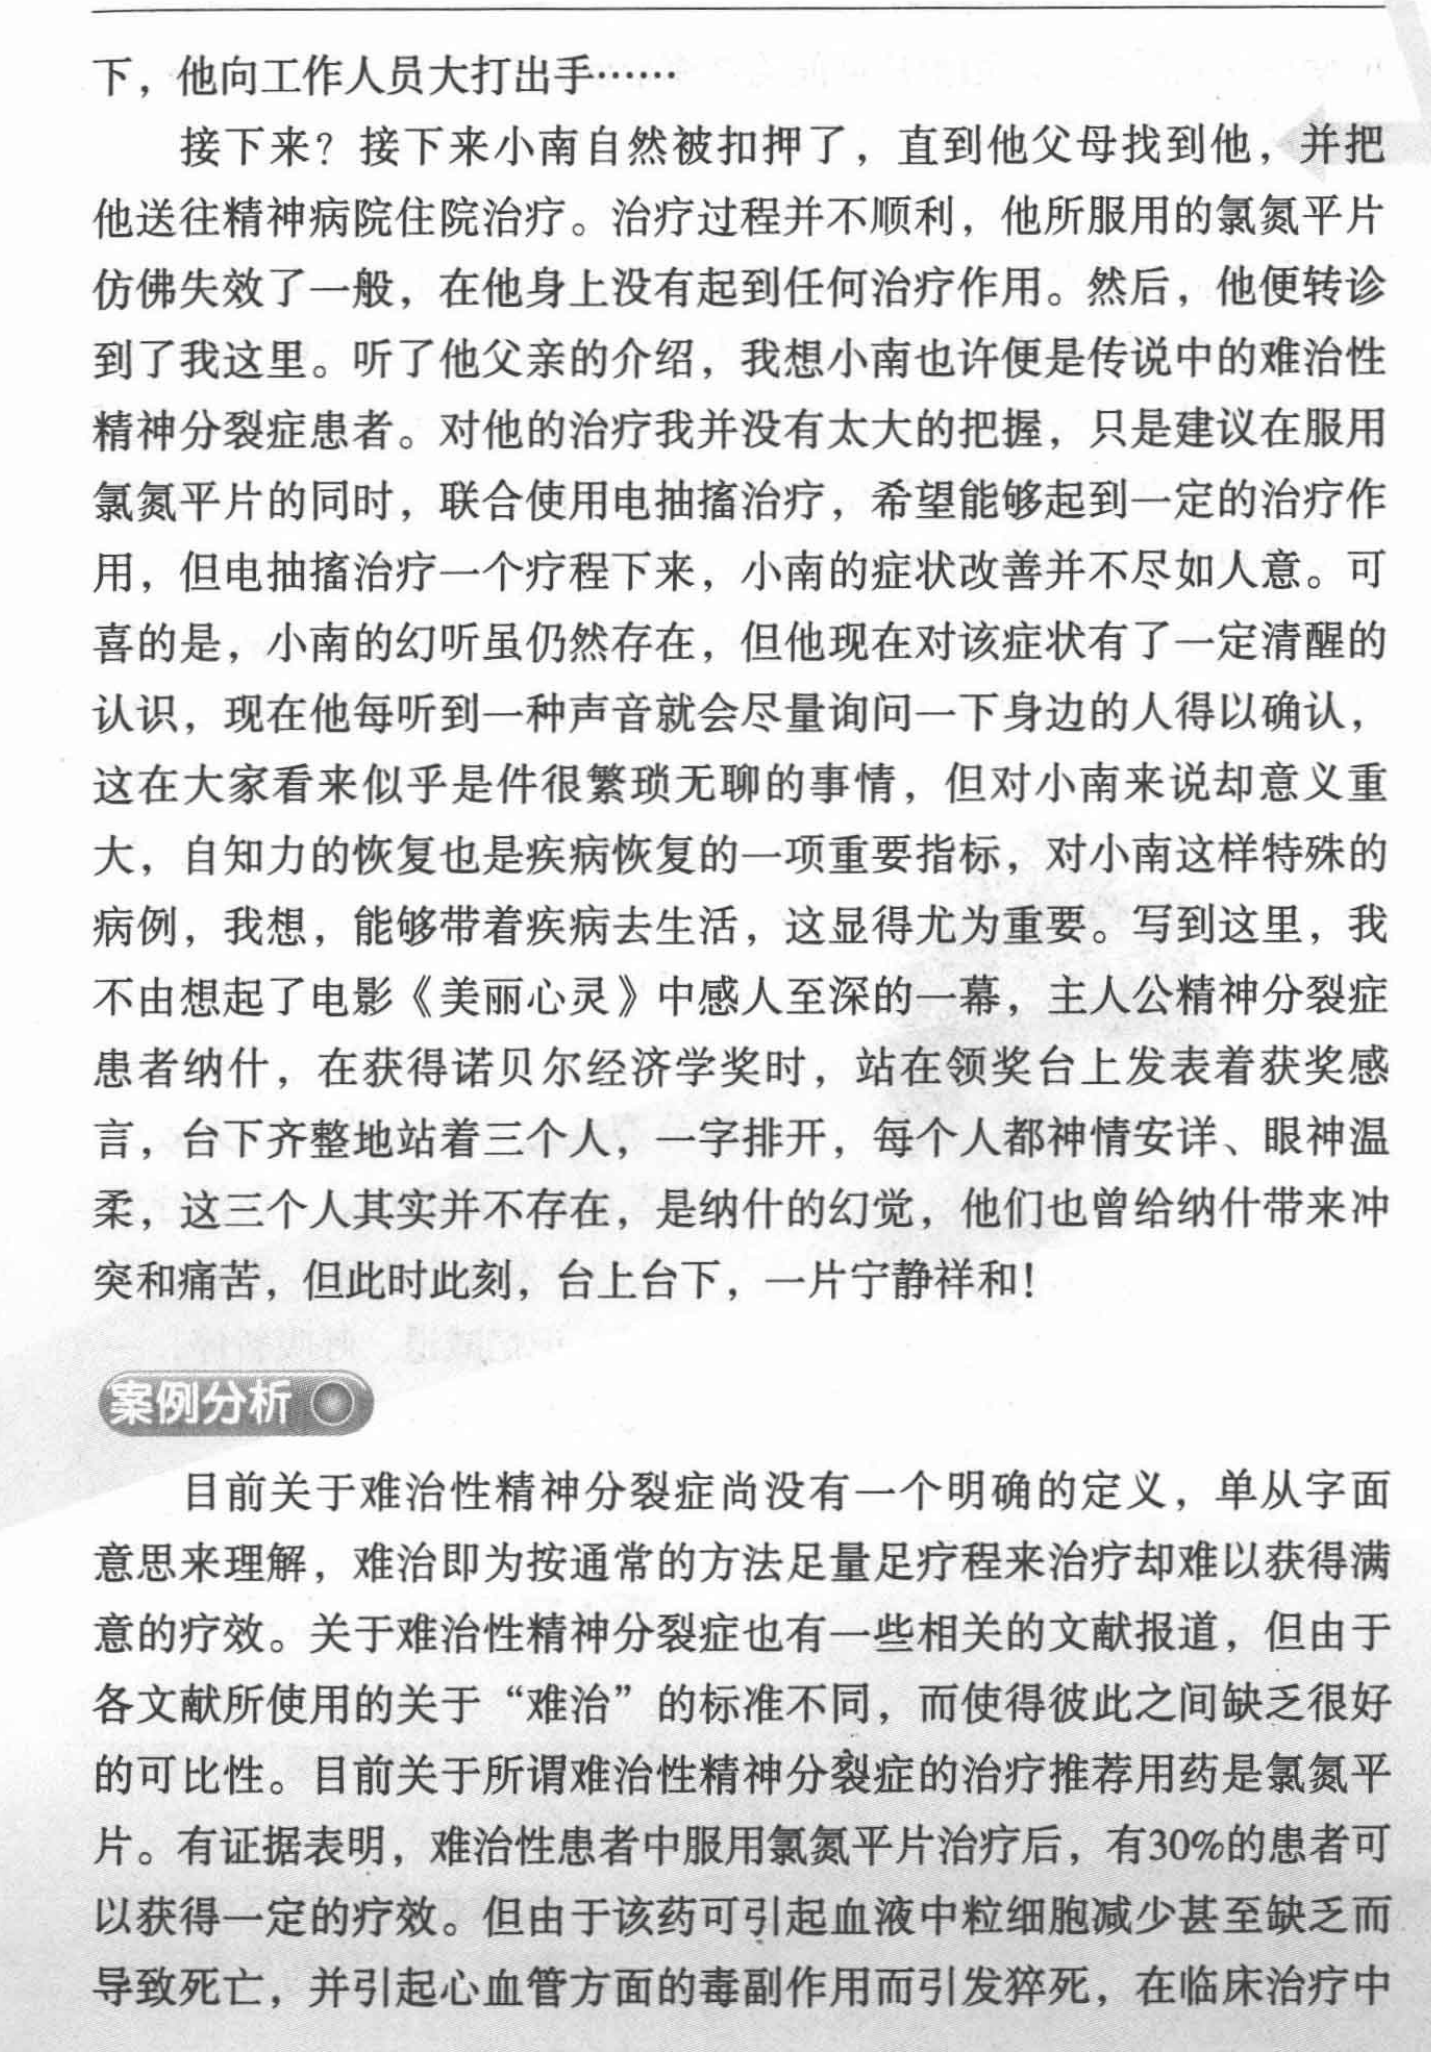 下，他向工作人员大打出手……
接下来？接下来小南自然被扣押了，直到他父母找到他，并把
他送往精神病院住院治疗。治疗过程并不顺利，他所服用的氯氮平片
仿佛失效了一般，在他身上没有起到任何治疗作用。然后，他便转诊
到了我这里。听了他父亲的介绍，我想小南也许便是传说中的难治性
精神分裂症患者。对他的治疗我并没有太大的把握，只是建议在服用
氯氮平片的同时，联合使用电抽搐治疗，希望能够起到一定的治疗作
用，但电抽搐治疗一个疗程下来，小南的症状改善并不尽如人意。可
喜的是，小南的幻听虽仍然存在，但他现在对该症状有了一定清醒的
认识，现在他每听到一种声音就会尽量询问一下身边的人得以确认，
这在大家看来似乎是件很繁琐无聊的事情，但对小南来说却意义重
大，自知力的恢复也是疾病恢复的一项重要指标，对小南这样特殊的
病例，我想，能够带着疾病去生活，这显得尤为重要。写到这里，我
不由想起了电影《美丽心灵》中感人至深的一幕，主人公精神分裂症
患者纳什，在获得诺贝尔经济学奖时，站在领奖台上发表着获奖感
言，台下齐整地站着三个人，一字排开，每个人都神情安详、眼神温
柔，这三个人其实并不存在，是纳什的幻觉，他们也曾给纳什带来冲
突和痛苦，但此时此刻，台上台下，一片宁静祥和！
案例分析
目前关于难治性精神分裂症尚没有一个明确的定义，单从字面
意思来理解，难治即为按通常的方法足量足疗程来治疗却难以获得满
意的疗效。关于难治性精神分裂症也有一些相关的文献报道，但由于
各文献所使用的关于“难治”的标准不同，而使得彼此之间缺乏很好
的可比性。目前关于所谓难治性精神分裂症的治疗推荐用药是氯氮平
片。有证据表明，难治性患者中服用氯氮平片治疗后，有30%的患者可
以获得一定的疗效。但由于该药可引起血液中粒细胞减少甚至缺乏而
导致死亡，并引起心血管方面的毒副作用而引发猝死，在临床治疗中